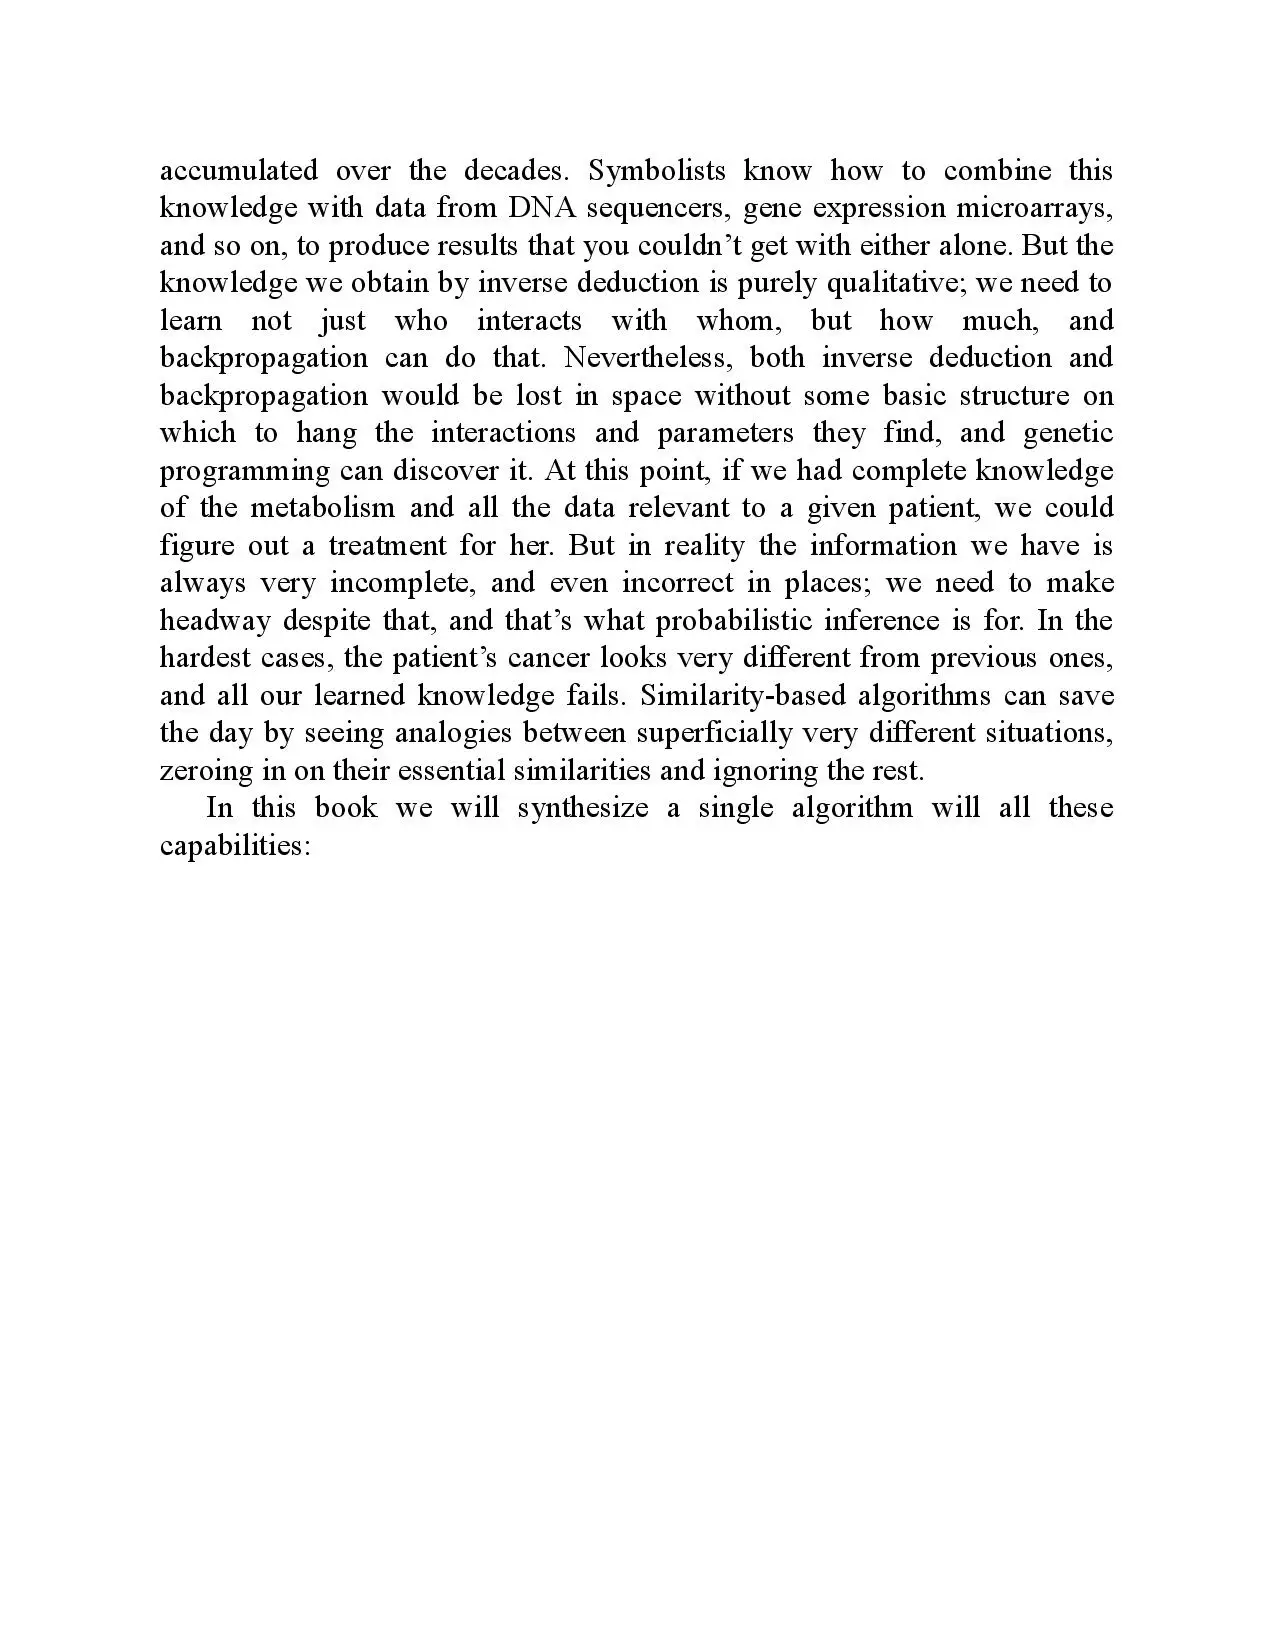 accumulated over the decades. Symbolists know how to combine this
knowledge with data from DNA sequencers, gene expression microarrays,
and so on, to produce results that you couldn’t get with either alone. But the
knowledge we obtain by inverse deduction is purely qualitative; we need to
learn not just who interacts with whom, but how much, and
backpropagation can do that. Nevertheless, both inverse deduction and
backpropagation would be lost in space without some basic structure on
which to hang the interactions and parameters they find, and genetic
programming can discover it. At this point, if we had complete knowledge
of the metabolism and all the data relevant to a given patient, we could
figure out a treatment for her. But in reality the information we have is
always very incomplete, and even incorrect in places; we need to make
headway despite that, and that’s what probabilistic inference is for. In the
hardest cases, the patient’s cancer looks very different from previous ones,
and all our learned knowledge fails. Similarity-based algorithms can save
the day by seeing analogies between superficially very different situations,
zeroing in on their essential similarities and ignoring the rest.
In this book we will synthesize a single algorithm will all these
capabilities: